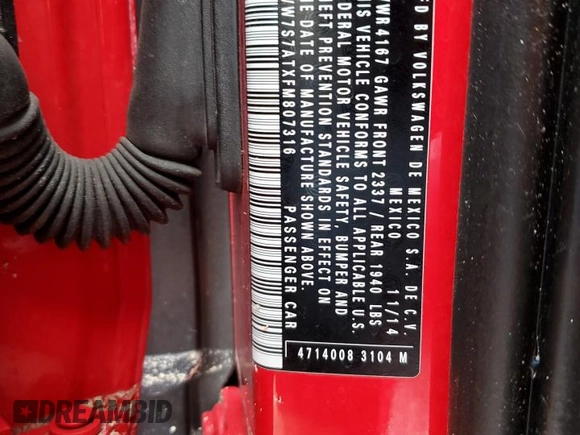 D BY VOLKSWAGEN DE MEXICO S.A. DE C.V.
MEXICO 11/14
WR 4167 GAWR FRONT 2337 / REAR 1940 LBS
IS VEHICLE CONFORMS TO ALL APPLICABLE U.S.
DERAL MOTOR VEHICLE SAFETY, BUMPER AND
EFT PREVENTION STANDARDS IN EFFECT ON
E DATE OF MANUFACTURE SHOWN ABOVE.
W7S7ATXFM807316 PASSENGER CAR
4714008 3104 M
DREAMBID